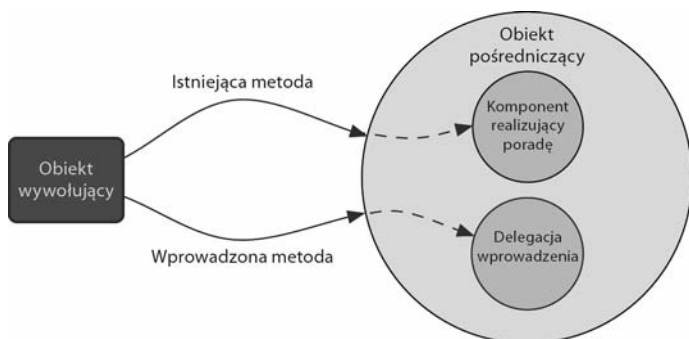 Obiekt
pośredniczący
Istniejąca metoda
Komponent
realizujący
poradę
Obiekt
wywołujący
Wprowadzona metoda
Delegacja
wprowadzenia